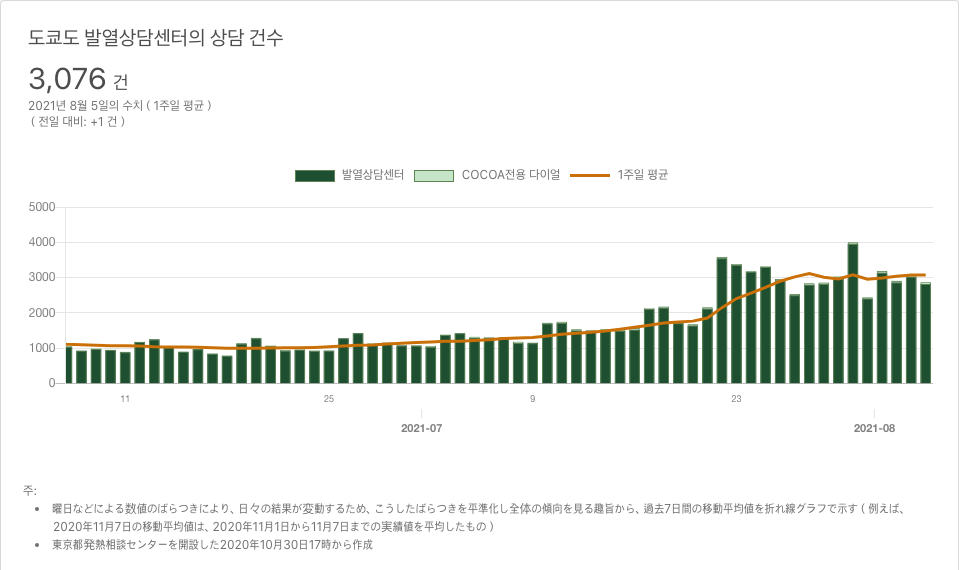 도쿄도 발열상담센터의 상담 건수
3,076 건
2021년 8월 5일의 수치 ( 1주일 평균 )
( 전일 대비: +1 건 )
발열상담센터 COCOA전용 다이얼 1주일 평균
5000
4000
3000
2000
1000
0
11 25 9 23
2021-07 2021-08
주:
• 曜日などによる数値のばらつきにより、日々の結果が変動するため、こうしたばらつきを平準化し全体の傾向を見る趣旨から、過去7日間の移動平均値を折れ線グラフで示す ( 例えば、
2020年11月7日の移動平均値は、2020年11月1日から11月7日までの実績値を平均したもの )
• 東京都発熱相談センターを開設した2020年10月30日17時から作成